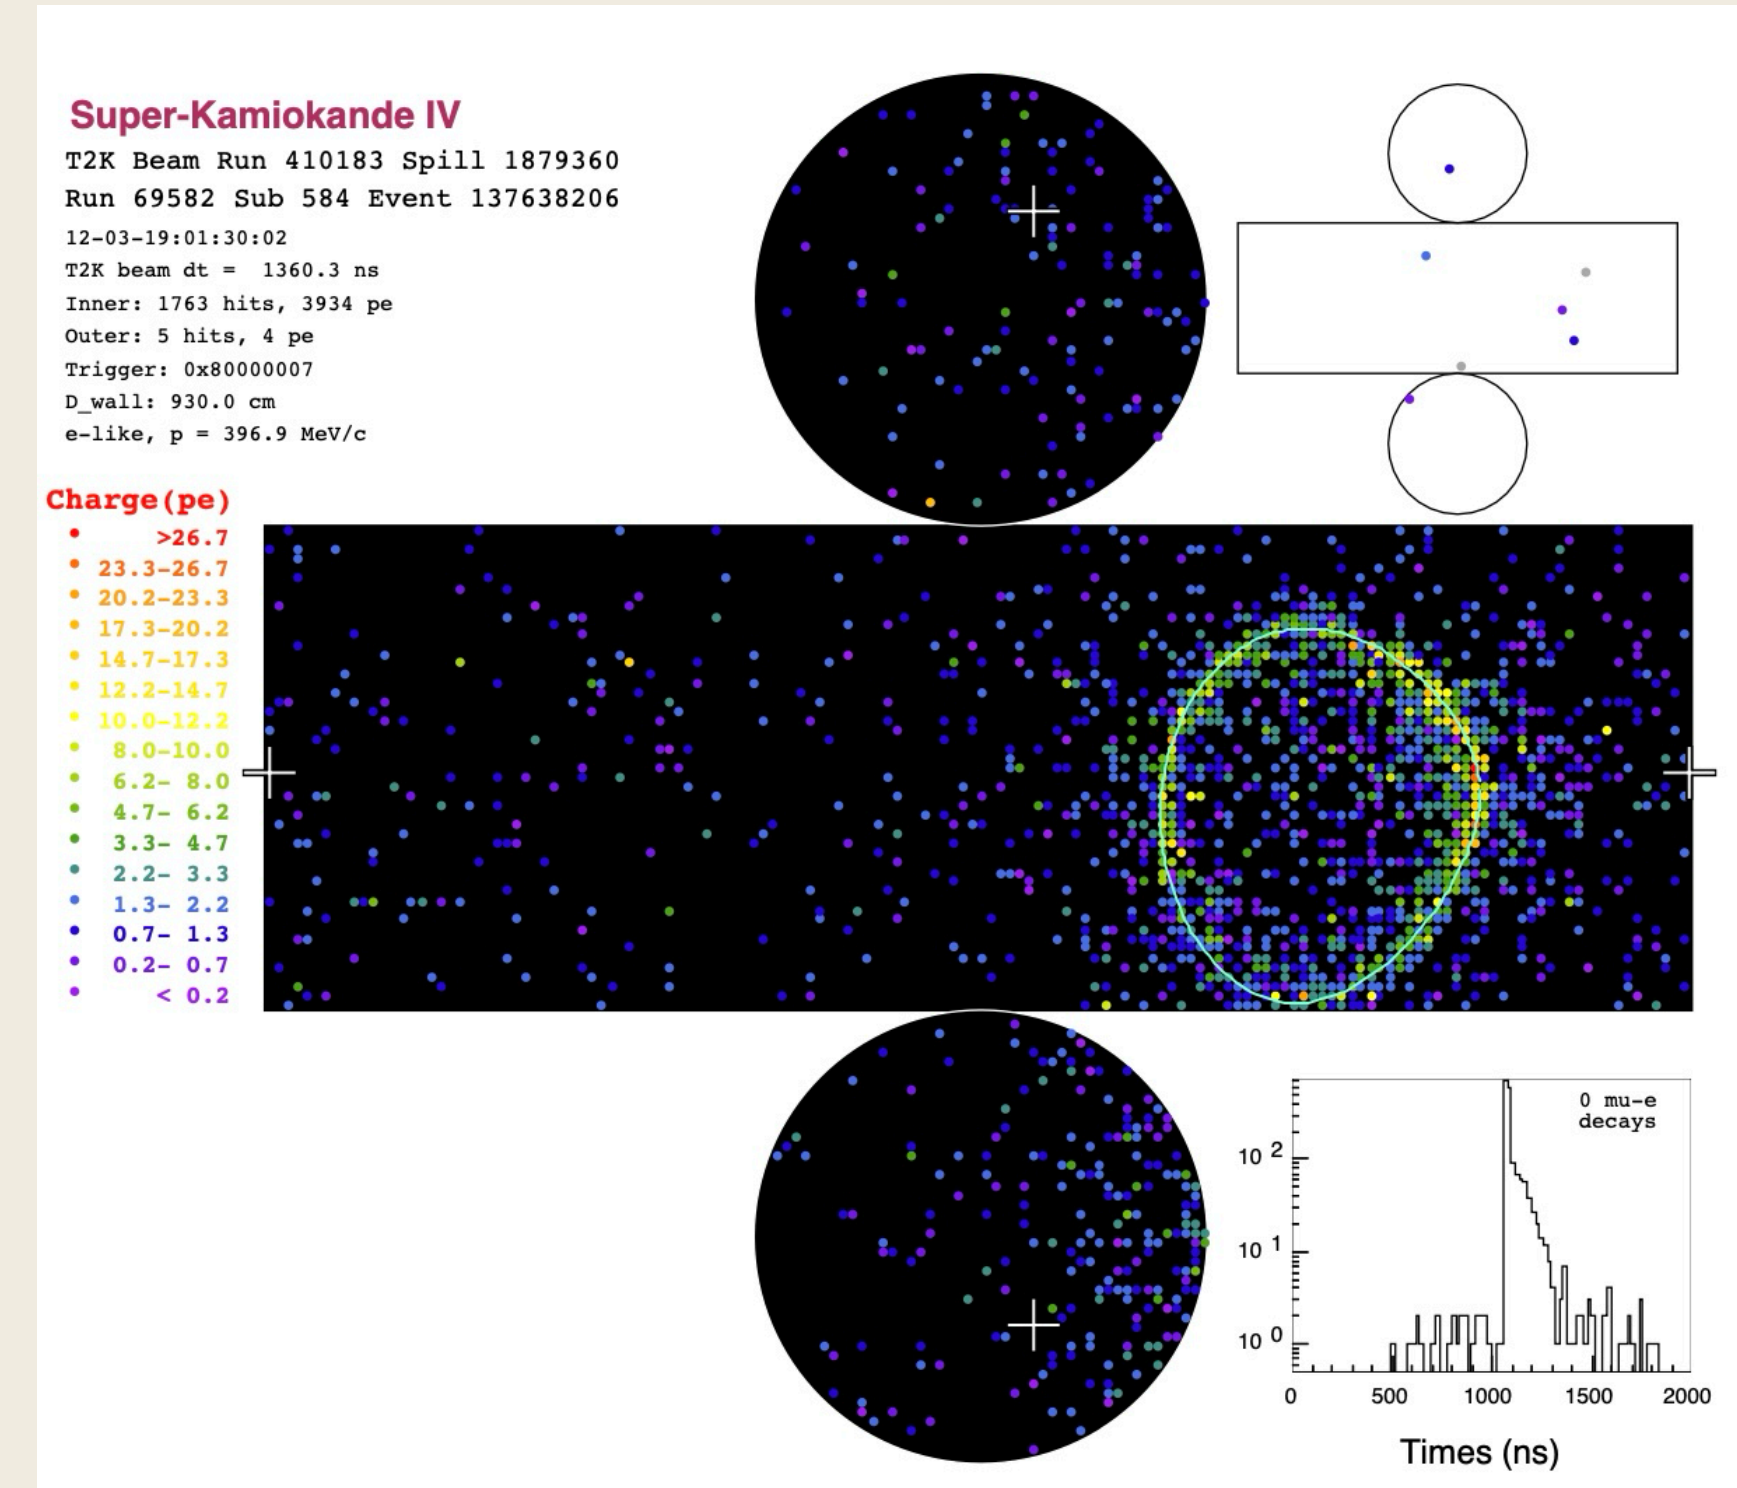 Super-Kamiokande IV
T2K Beam Run 410183 Spill 1879360
Run 69582 Sub 584 Event 137638206
12-03-19:01:30:02
T2K beam dt =  1360.3 ns
Inner: 1763 hits, 3934 pe
Outer: 5 hits, 4 pe
Trigger: 0x80000007
D_wall: 930.0 cm
e-like, p = 396.9 MeV/c
Charge(pe)
>26.7
23.3-26.7
20.2-23.3
17.3-20.2
14.7-17.3
12.2-14.7
10.0-12.2
8.0-10.0
6.2- 8.0
4.7- 6.2
3.3- 4.7
2.2- 3.3
1.3- 2.2
0.7- 1.3
0.2- 0.7
< 0.2
0 mu-e
decays
10 2
10 1
10 0
0 500 1000 1500 2000
Times (ns)